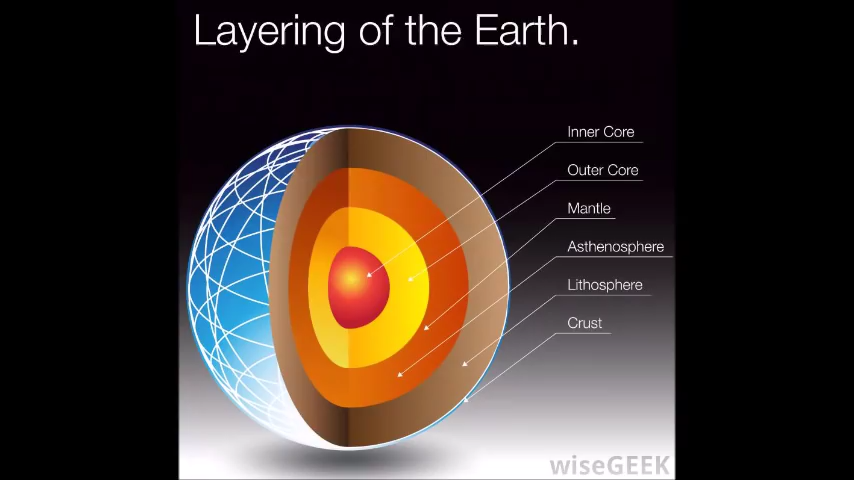 Layering of the Earth.
Inner Core
Outer Core
Mantle
Asthenosphere
Lithosphere
Crust
wiseGEEK